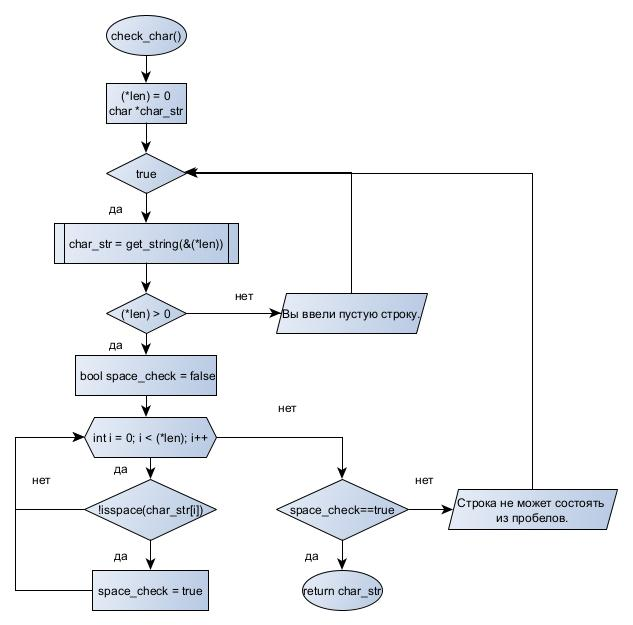 check_char()
(*len) = 0
char *char_str
true
да
char_str = get_string(&(*len))
(*len) > 0
нет
Вы ввели пустую строку.
да
bool space_check = false
int i = 0; i < (*len); i++
нет
да
нет
!isspace(char_str[i])
space_check==true
нет
Строка не может состоять
из пробелов.
да
да
space_check = true
return char_str